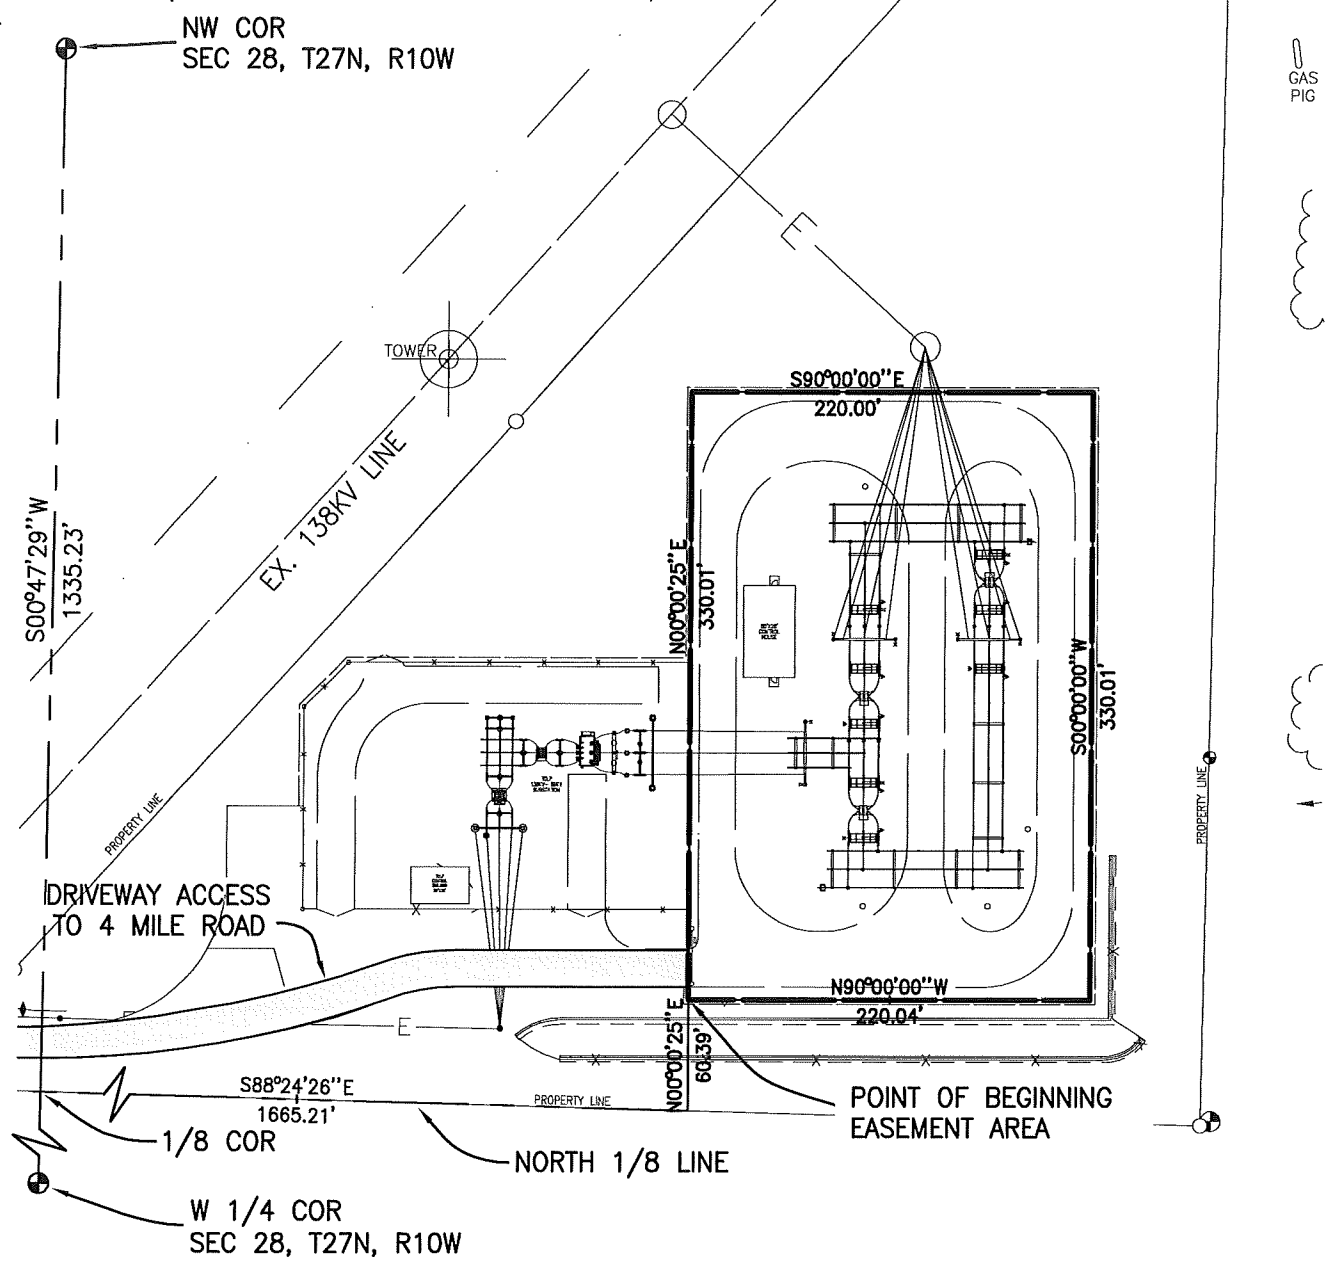 NW COR
SEC 28, T27N, R10W
GAS
PIG
E
TOWER
S90°00'00"E
220.00'
EX. 138KV LINE
S00°47'29"W
1335.23'
N00°00'25"E
330.01'
CONTROL
HOUSE
S00°00'00"W
330.01'
PROPERTY LINE
PROPERTY LINE
DRIVEWAY ACCESS
TO 4 MILE ROAD
N90°00'00"W
220.04'
E
N00°00'25"E
60.39'
S88°24'26"E
1665.21'
PROPERTY LINE
POINT OF BEGINNING
EASEMENT AREA
1/8 COR
NORTH 1/8 LINE
W 1/4 COR
SEC 28, T27N, R10W